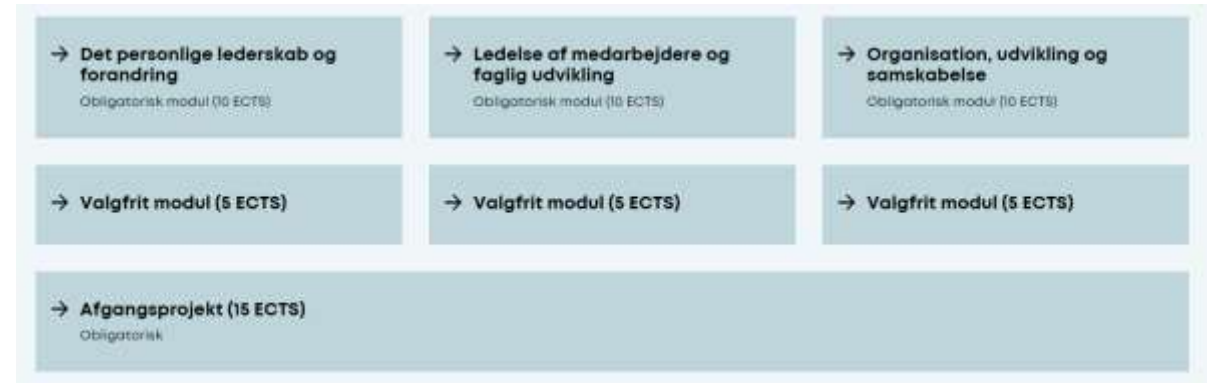 → Det personlige lederskab og
forandring
Obligatorisk modul (10 ECTS)
→ Ledelse af medarbejdere og
faglig udvikling
Obligatorisk modul (10 ECTS)
→ Organisation, udvikling og
samskabelse
Obligatorisk modul (10 ECTS)
→ Valgfrit modul (5 ECTS)
→ Valgfrit modul (5 ECTS)
→ Valgfrit modul (5 ECTS)
→ Afgangsprojekt (15 ECTS)
Obligatorisk